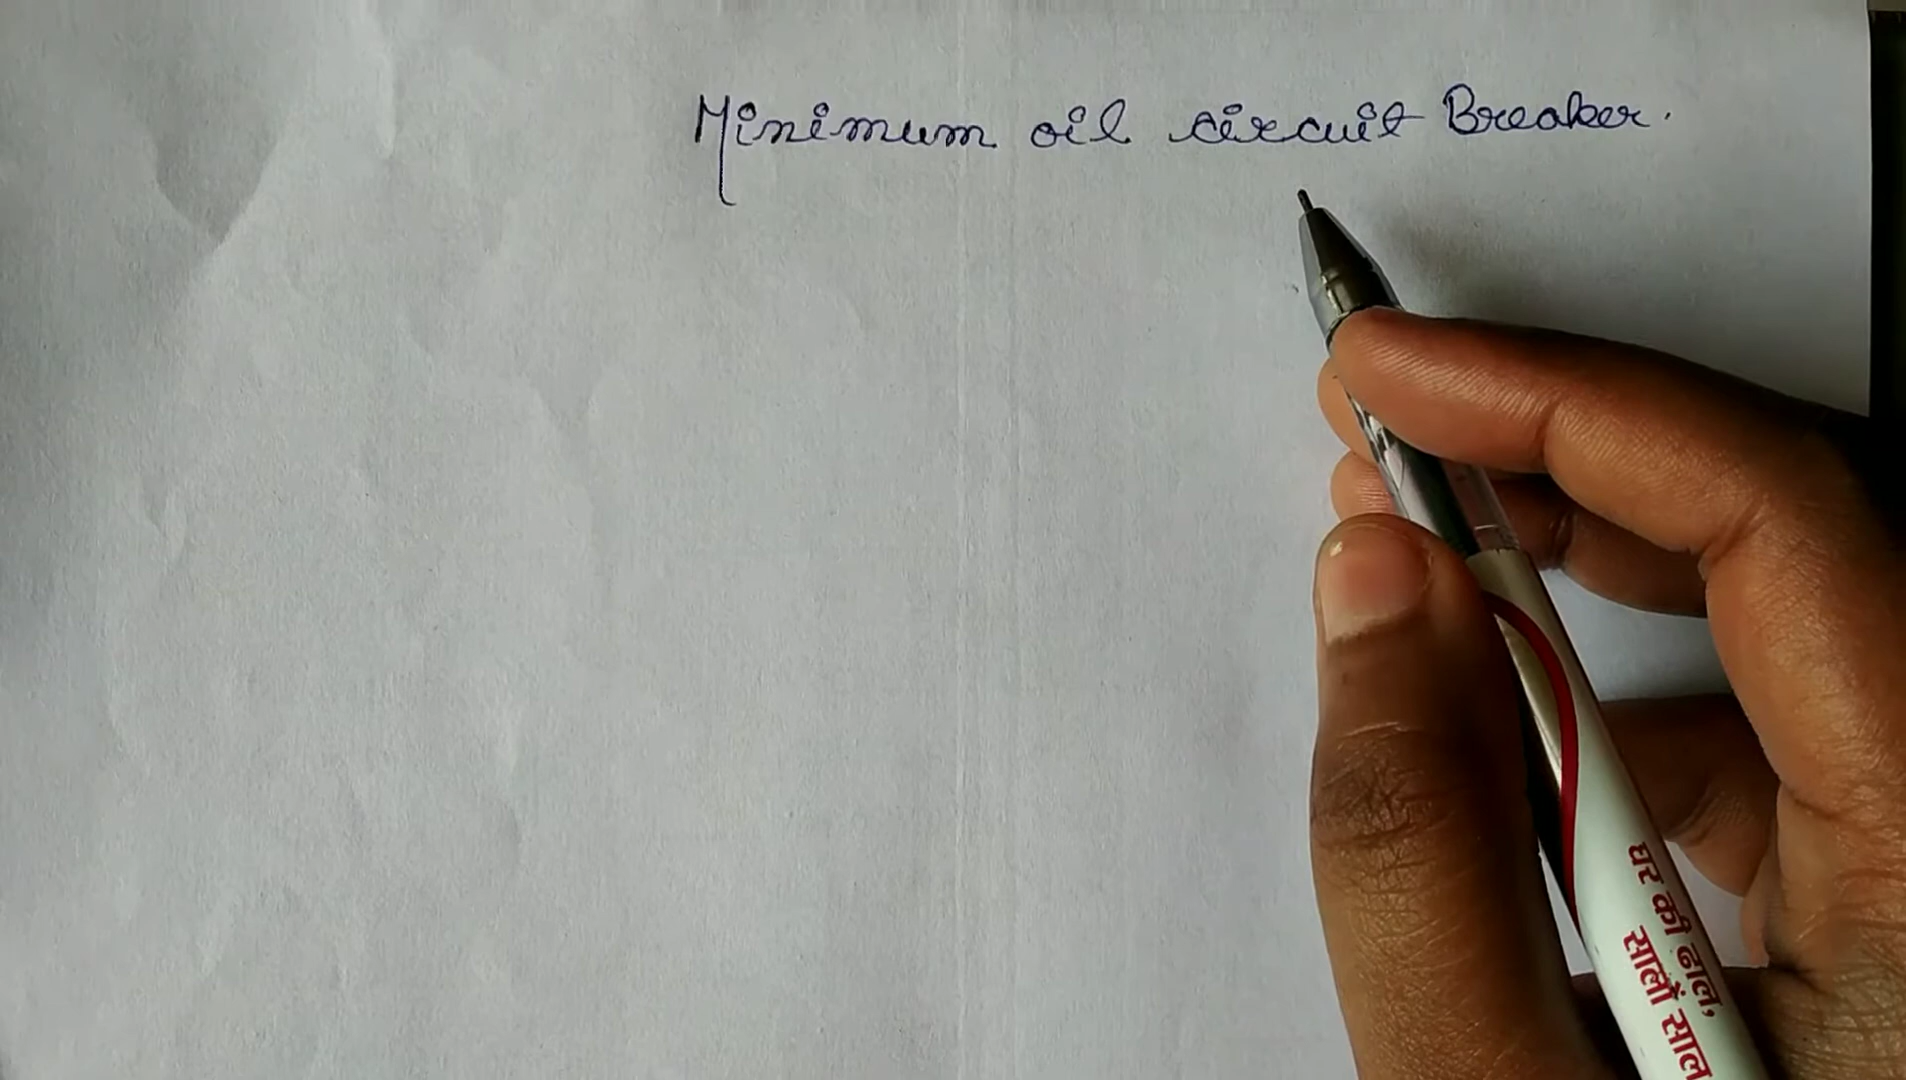 Minimum oil circuit Breaker.
घर की ढाल,
सालों साल